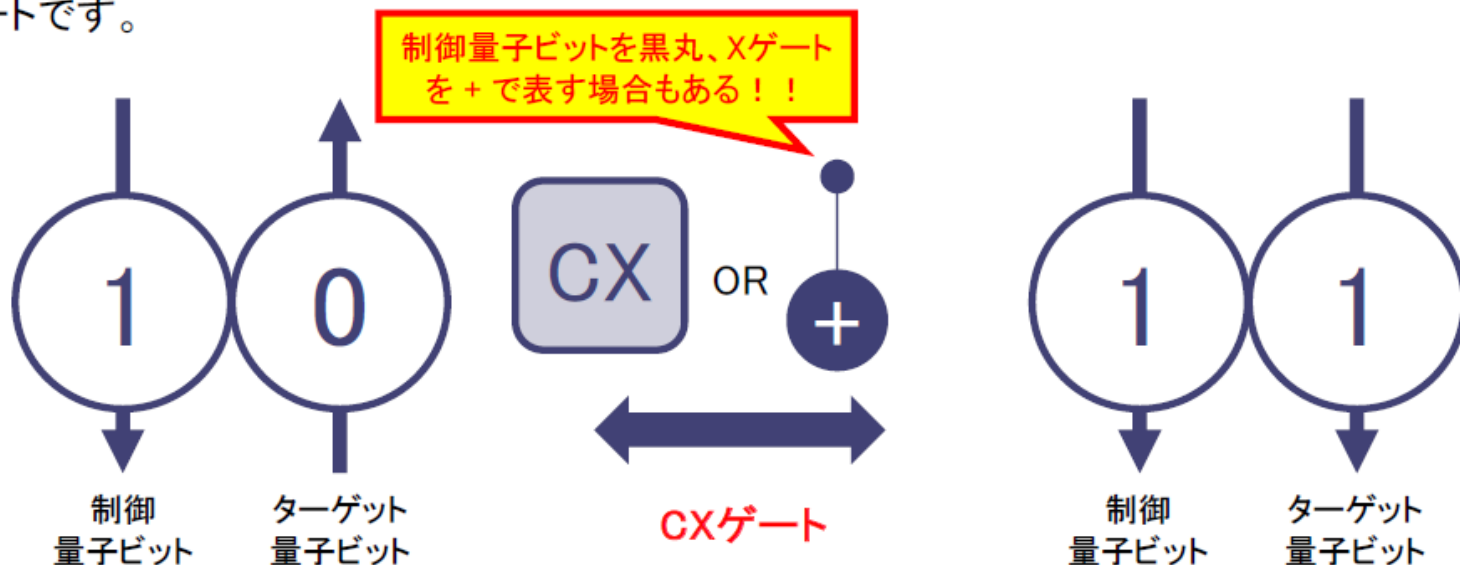 ートです。
制御量子ビットを黒丸、Xゲート
を + で表す場合もある！！
1
0
CX
OR
+
1
1
制御
量子ビット
ターゲット
量子ビット
CXゲート
制御
量子ビット
ターゲット
量子ビット